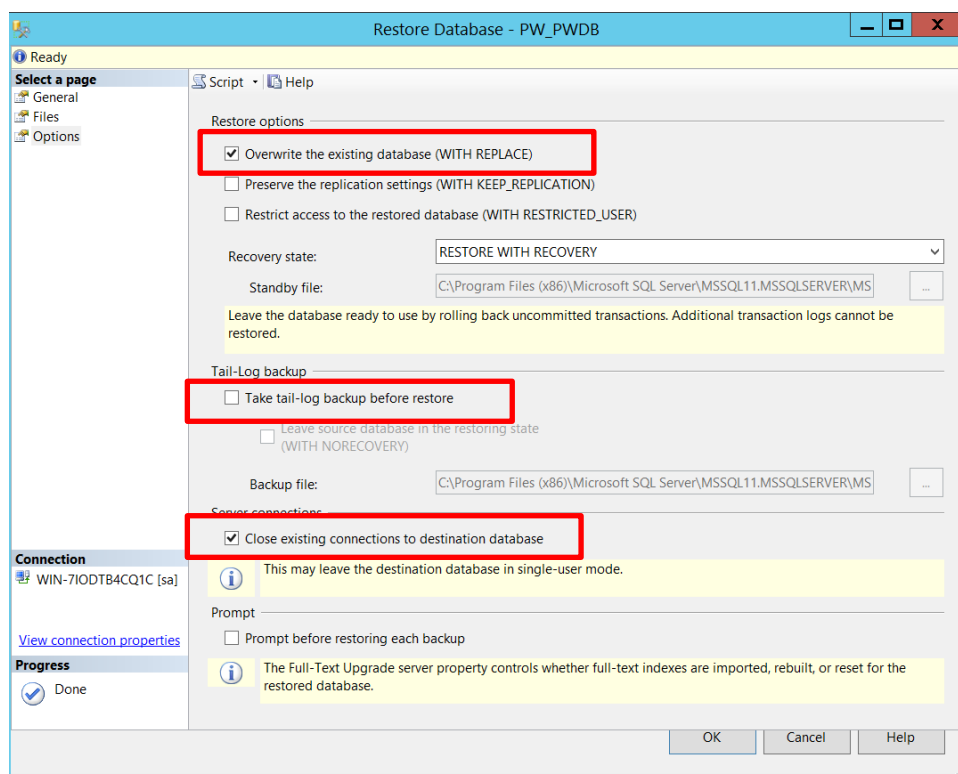 Restore Database - PW_PWDB
Ready
Select a page
General
Files
Options
Script
Help
Restore options
Overwrite the existing database (WITH REPLACE)
Preserve the replication settings (WITH KEEP_REPLICATION)
Restrict access to the restored database (WITH RESTRICTED_USER)
Recovery state:
RESTORE WITH RECOVERY
Standby file:
C:\Program Files (x86)\Microsoft SQL Server\MSSQL11.MSSQLSERVER\MS
...
Leave the database ready to use by rolling back uncommitted transactions. Additional transaction logs cannot be
restored.
Tail-Log backup
Take tail-log backup before restore
Leave source database in the restoring state
(WITH NORECOVERY)
Backup file:
C:\Program Files (x86)\Microsoft SQL Server\MSSQL11.MSSQLSERVER\MS
...
Server connections
Close existing connections to destination database
This may leave the destination database in single-user mode.
Prompt
Prompt before restoring each backup
The Full-Text Upgrade server property controls whether full-text indexes are imported, rebuilt, or reset for the
restored database.
Connection
WIN-7IODTB4CQ1C [sa]
View connection properties
Progress
Done
OK
Cancel
Help